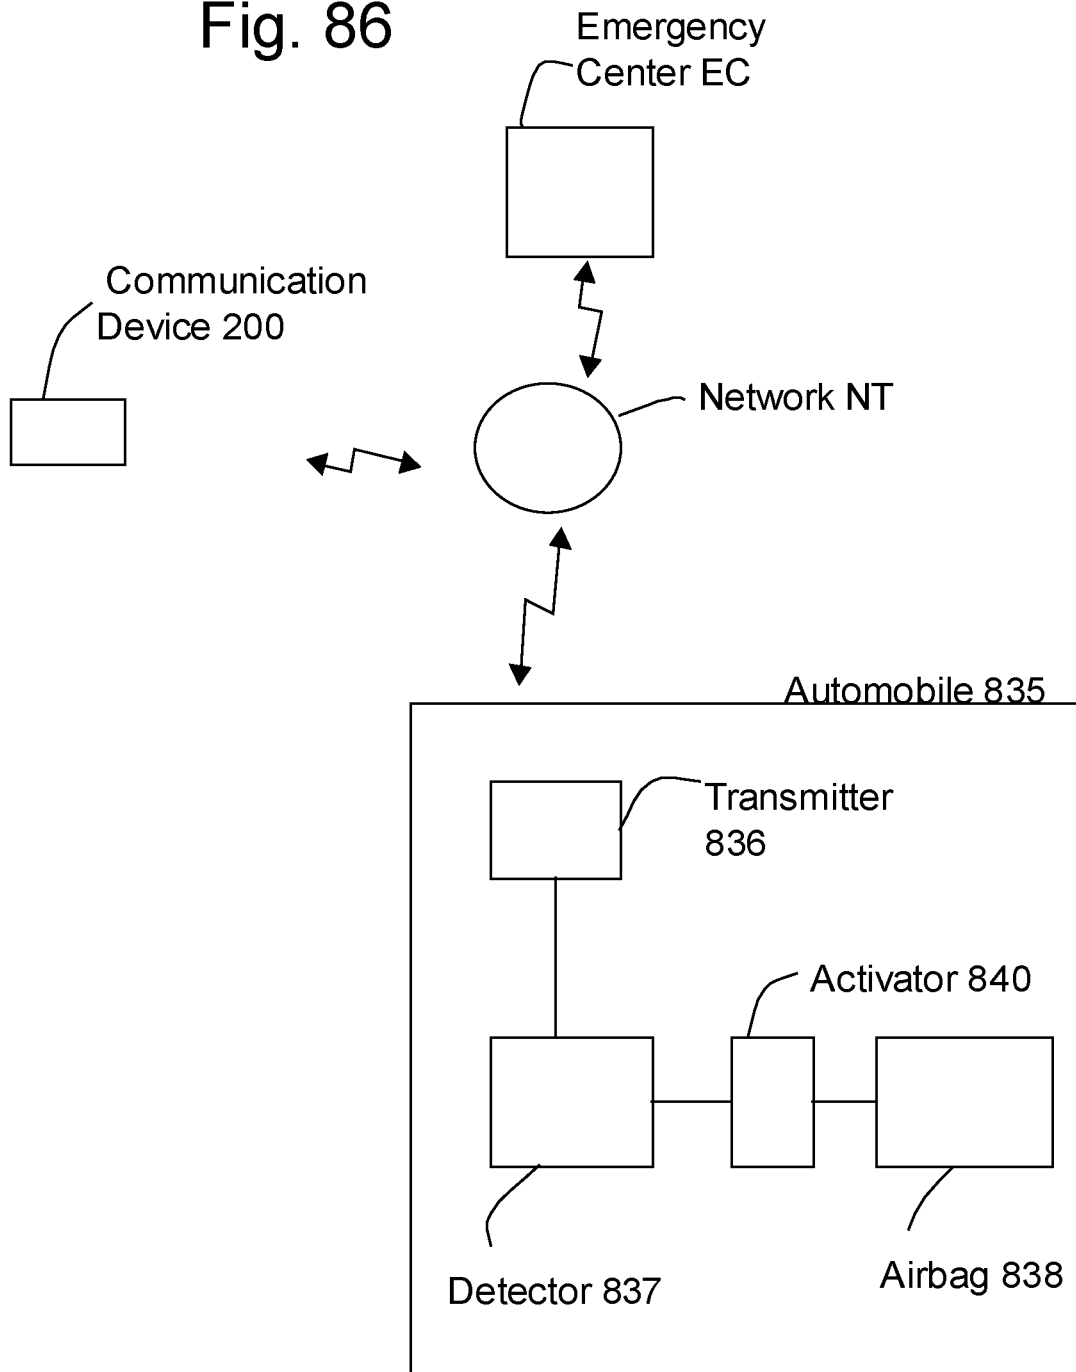 Fig. 86
Emergency
Center EC
Communication
Device 200
Network NT
Automobile 835
Transmitter
836
Activator 840
Detector 837
Airbag 838